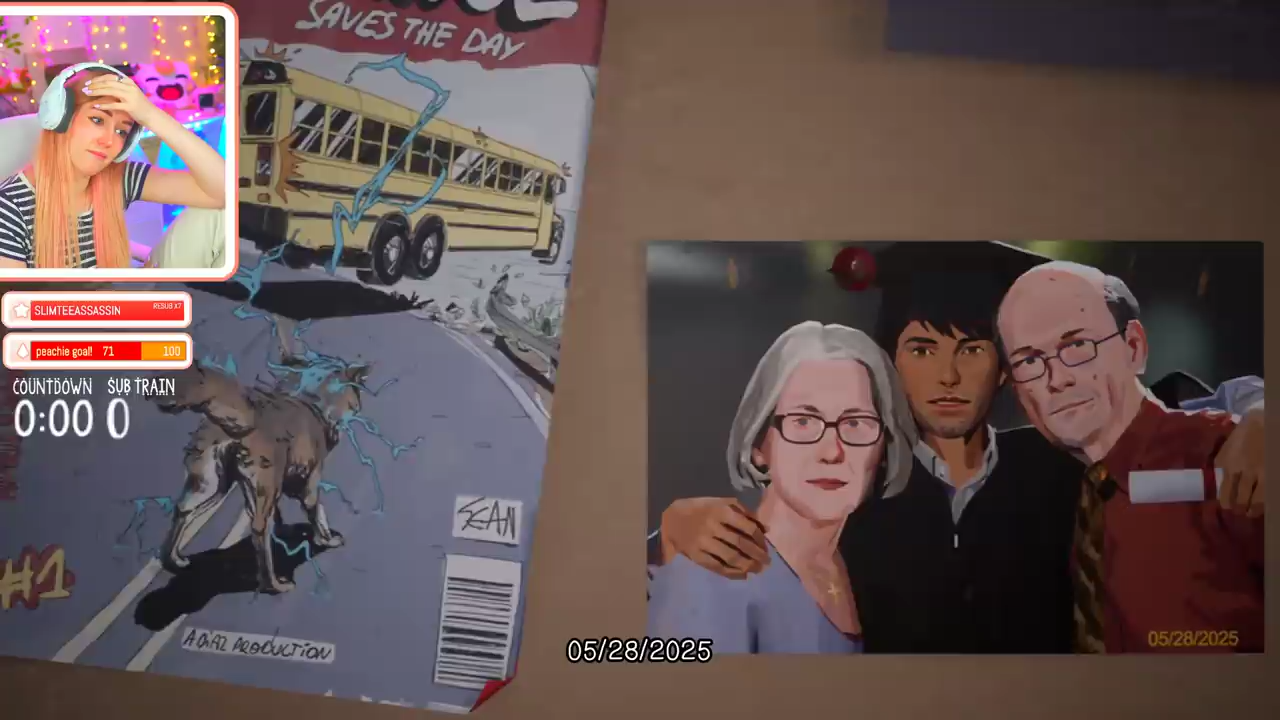 SAVES THE DAY
SLIMTEEASSASSIN
RESUB X7
peachie goal! 71 100
COUNTDOWN SUB TRAIN
0:00 0
SEAN
#1
A DIAZ PRODUCTION
05/28/2025
05/28/2025